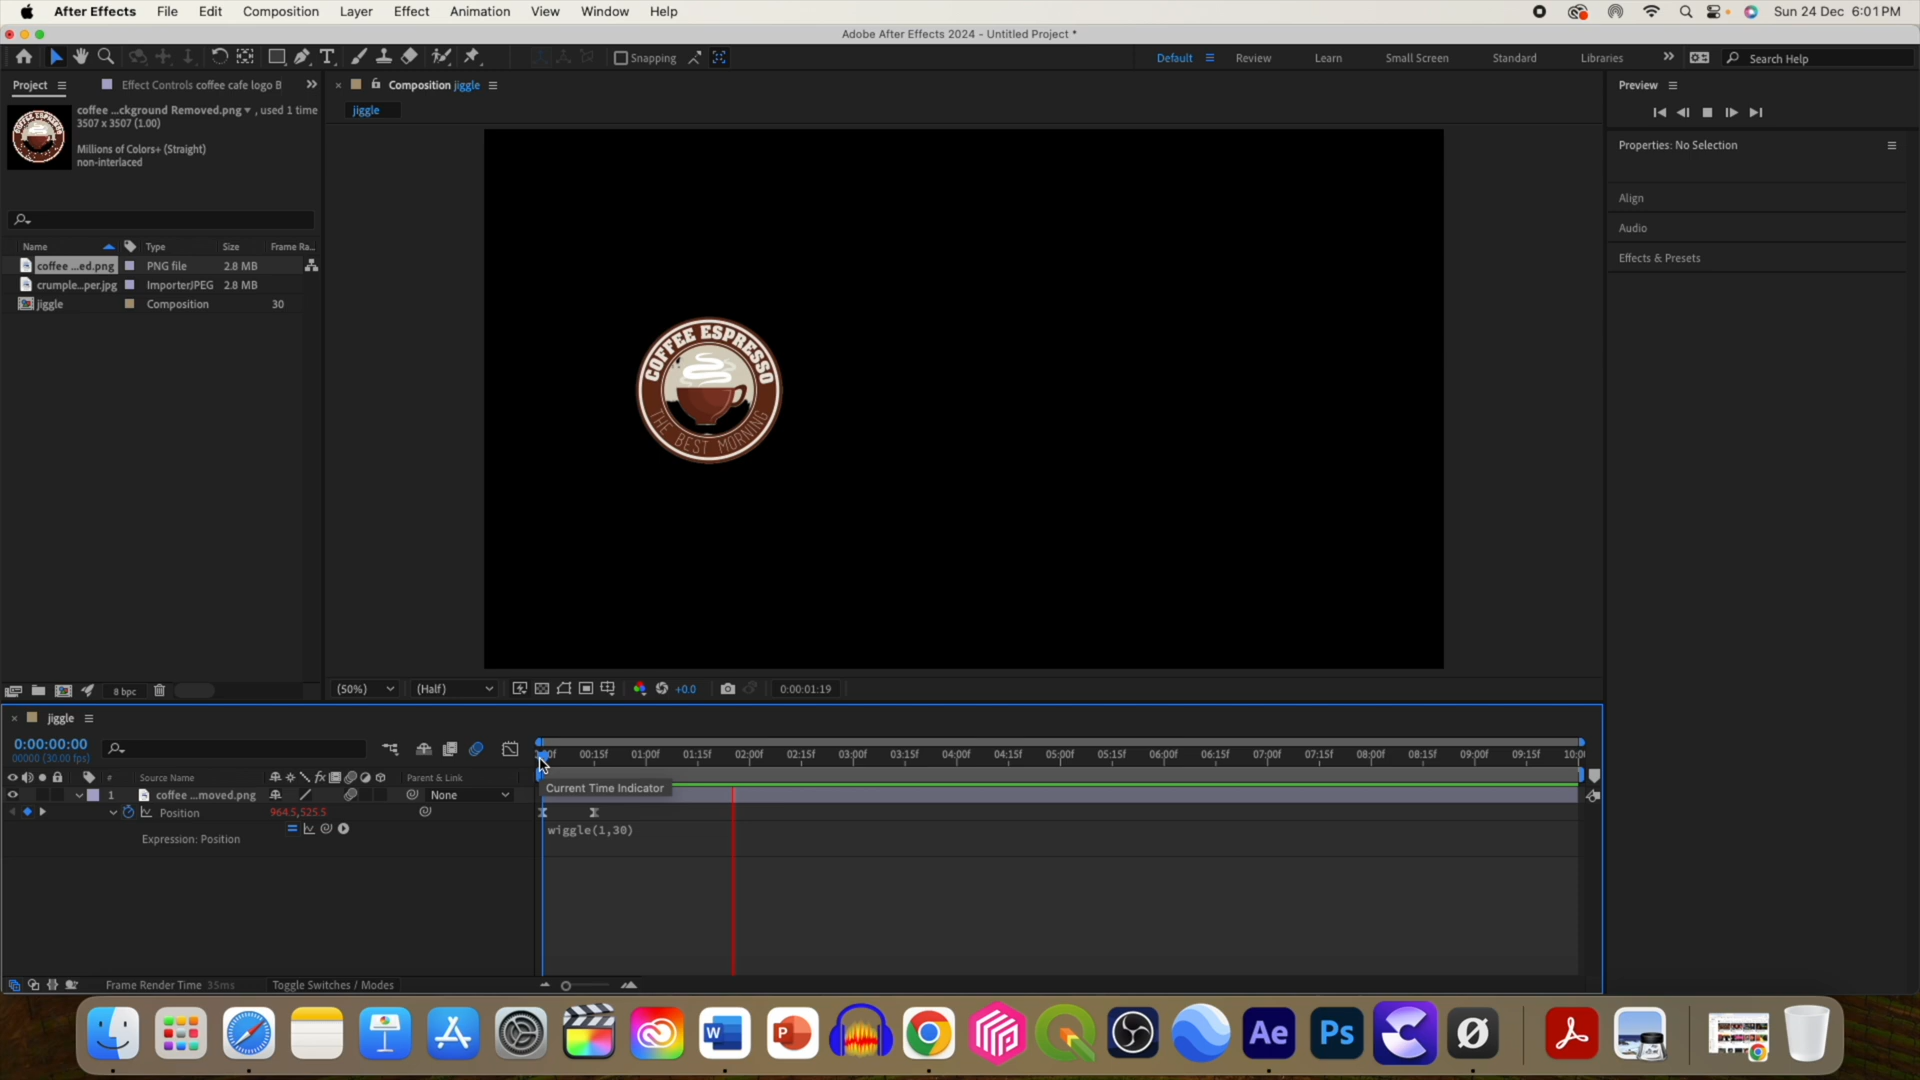 After Effects File Edit Composition Layer Effect Animation View Window Help Sun 24 Dec 6:01 PM
Adobe After Effects 2024 - Untitled Project *
Snapping Default Review Learn Small Screen Standard Libraries Search Help
Project Effect Controls coffee cafe logo B
Composition jiggle
Preview
jiggle
coffee ...ckground Removed.png , used 1 time
3507 x 3507 (1.00)
Millions of Colors+ (Straight)
non-interlaced
Properties: No Selection
Align
Audio
Effects & Presets
Name Type Size Frame Ra...
coffee ...ed.png PNG file 2.8 MB
crumple...per.jpg ImporterJPEG 2.8 MB
jiggle Composition 30
COFFEE ESPRESSO
THE BEST MORNING
8 bpc
(50%) (Half) +0.0 0:00:01:19
jiggle
0:00:00:00
00000 (30.00 fps)
00:15f 01:00f 01:15f 02:00f 02:15f 03:00f 03:15f 04:00f 04:15f 05:00f 05:15f 06:00f 06:15f 07:00f 07:15f 08:00f 08:15f 09:00f 09:15f
# Source Name Parent & Link
Current Time Indicator
1 coffee ...moved.png None
Position 964.5,525.5
wiggle(1,30)
Expression: Position
Frame Render Time 35ms Toggle Switches / Modes
W P Ae Ps